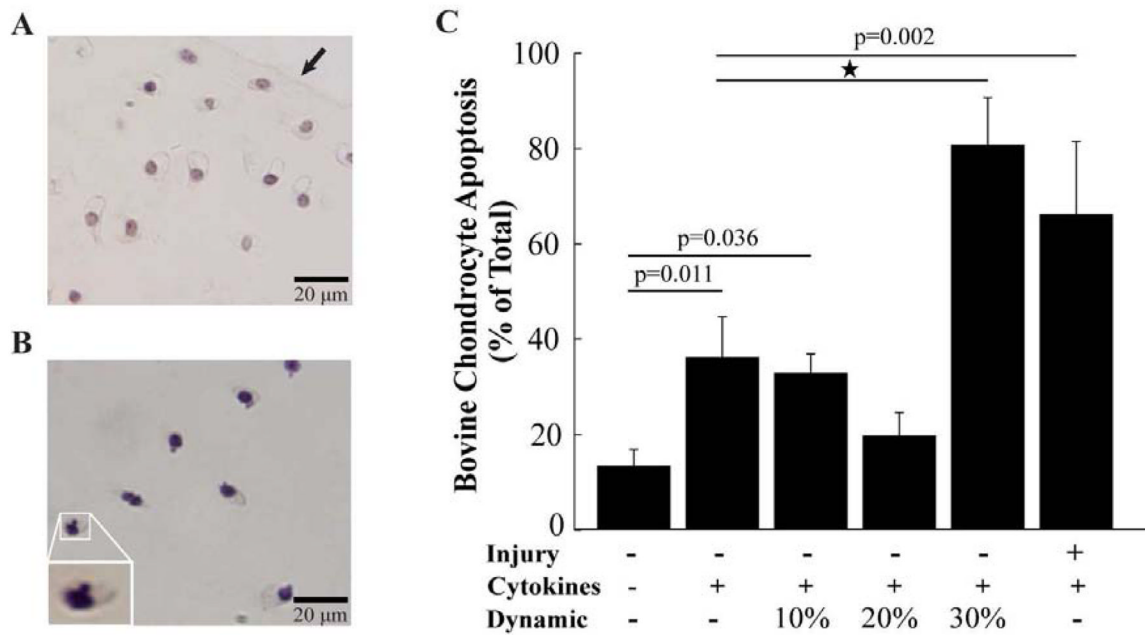 A
20 μm
B
20 μm
C
Bovine Chondrocyte Apoptosis
(% of Total)
100
80
60
40
20
0
p=0.002
★
p=0.036
p=0.011
Injury - - - - - +
Cytokines - + + + + +
Dynamic - - 10% 20% 30% -